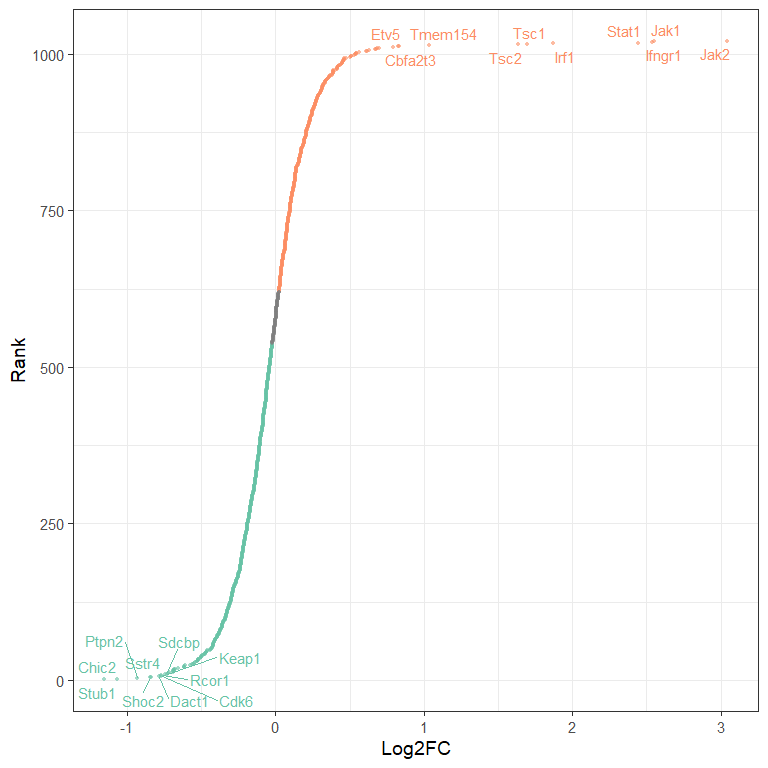 Etv5
Tmem154
Tsc1
Stat1
Jak1
Cbfa2t3
Tsc2
Irf1
Ifngr1
Jak2
1000
750
500
250
0
Rank
Ptpn2
Sdcbp
Chic2
Sstr4
Keap1
Rcor1
Stub1
Shoc2
Dact1
Cdk6
-1
0
1
2
3
Log2FC